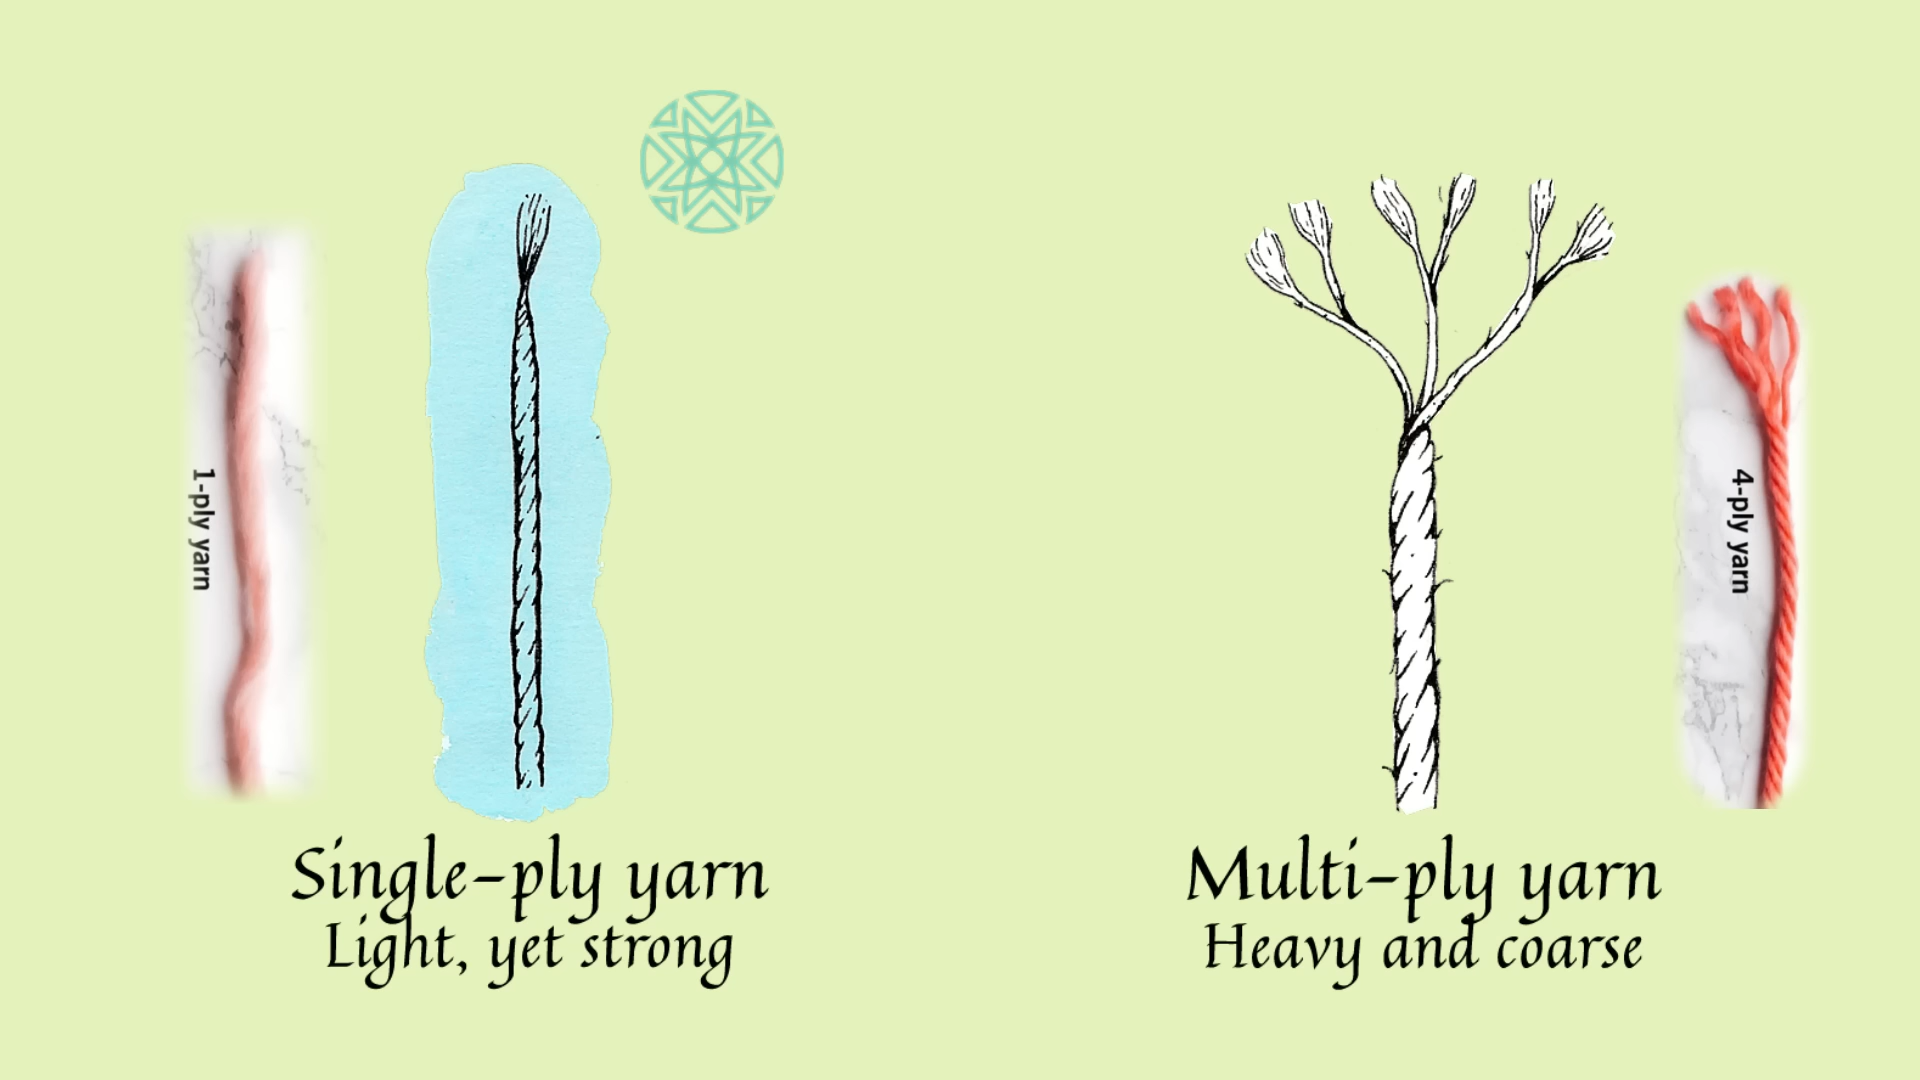 1-ply yarn
4-ply yarn
Single-ply yarn
Light, yet strong
Multi-ply yarn
Heavy and coarse